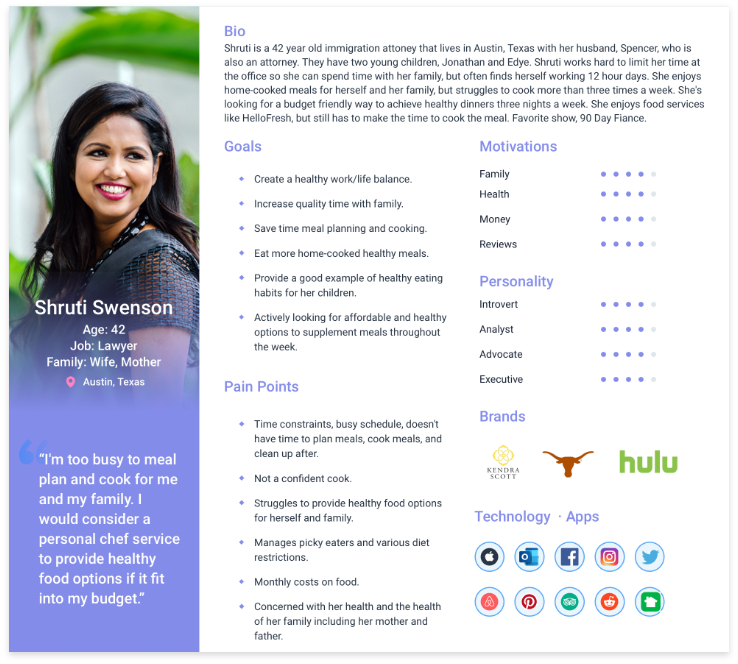 Shruti Swenson
Age: 42
Job: Lawyer
Family: Wife, Mother
Austin, Texas
“I'm too busy to meal
plan and cook for me
and my family. I
would consider a
personal chef service
to provide healthy
food options if it fit
into my budget.”
Bio
Shruti is a 42 year old immigration attoney that lives in Austin, Texas with her husband, Spencer, who is
also an attorney. They have two young children, Jonathan and Edye. Shruti works hard to limit her time at
the office so she can spend time with her family, but often finds herself working 12 hour days. She enjoys
home-cooked meals for herself and her family, but struggles to cook more than three times a week. She's
looking for a budget friendly way to achieve healthy dinners three nights a week. She enjoys food services
like HelloFresh, but still has to make the time to cook the meal. Favorite show, 90 Day Fiance.
Goals
Create a healthy work/life balance.
Increase quality time with family.
Save time meal planning and cooking.
Eat more home-cooked healthy meals.
Provide a good example of healthy eating
habits for her children.
Actively looking for affordable and healthy
options to supplement meals throughout
the week.
Pain Points
Time constraints, busy schedule, doesn't
have time to plan meals, cook meals, and
clean up after.
Not a confident cook.
Struggles to provide healthy food options
for herself and family.
Manages picky eaters and various diet
restrictions.
Monthly costs on food.
Concerned with her health and the health
of her family including her mother and
father.
Motivations
Family
Health
Money
Reviews
Personality
Introvert
Analyst
Advocate
Executive
Brands
KENDRA
SCOTT
hulu
Technology · Apps